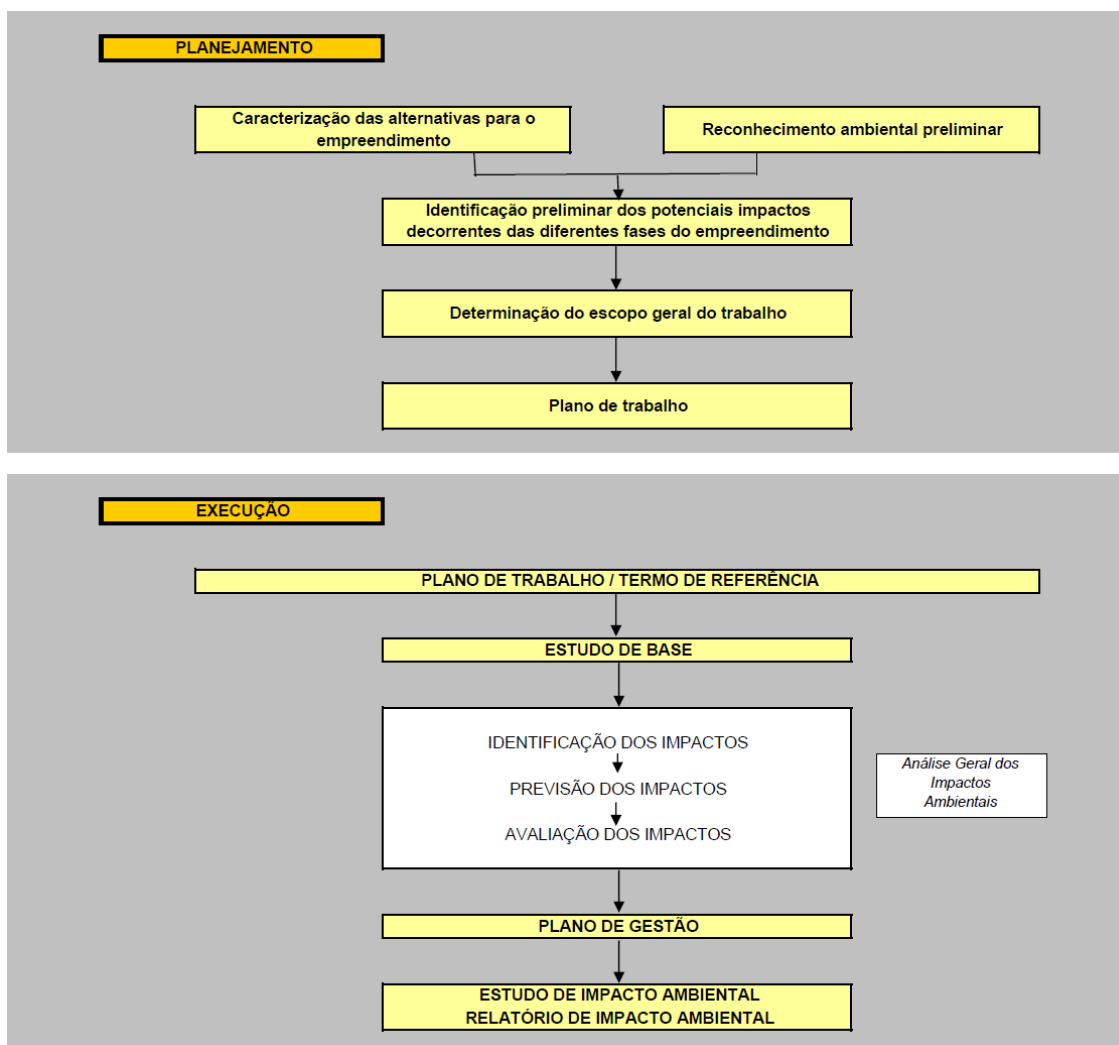 PLANEJAMENTO
Caracterização das alternativas para o
empreendimento
Reconhecimento ambiental preliminar
Identificação preliminar dos potenciais impactos
decorrentes das diferentes fases do empreendimento
Determinação do escopo geral do trabalho
Plano de trabalho
EXECUÇÃO
PLANO DE TRABALHO / TERMO DE REFERÊNCIA
ESTUDO DE BASE
IDENTIFICAÇÃO DOS IMPACTOS
PREVISÃO DOS IMPACTOS
AVALIAÇÃO DOS IMPACTOS
Análise Geral dos
Impactos
Ambientais
PLANO DE GESTÃO
ESTUDO DE IMPACTO AMBIENTAL
RELATÓRIO DE IMPACTO AMBIENTAL